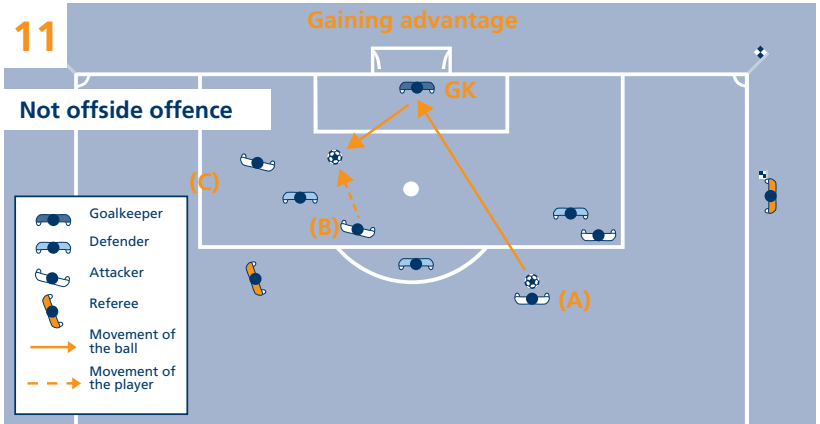 11
Gaining advantage
GK
Not offside offence
(C)
(B)
(A)
Goalkeeper
Defender
Attacker
Referee
Movement of
the ball
Movement of
the player